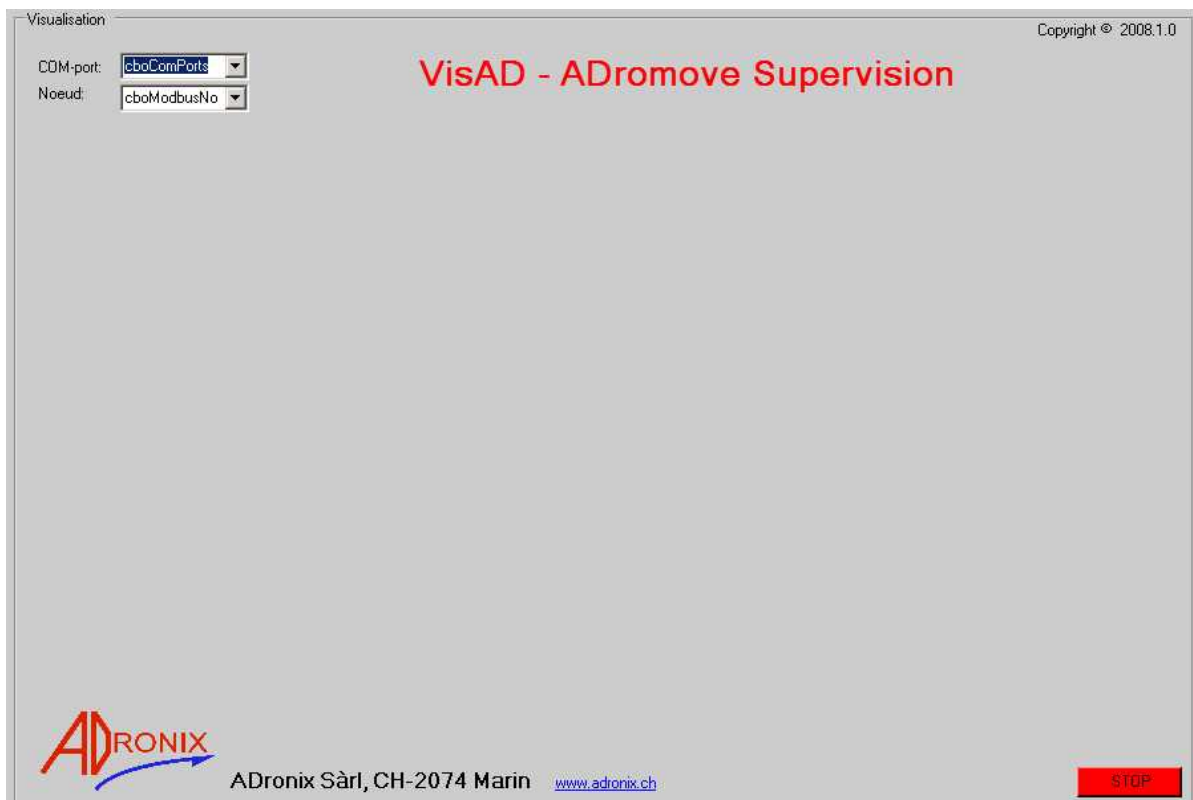 Visualisation
Copyright © 2008.1.0
COM-port: cboComPorts
VisAD - ADromove Supervision
Noeud: cboModbusNo
ADRONIX
ADronix Sàrl, CH-2074 Marin www.adronix.ch
STOP